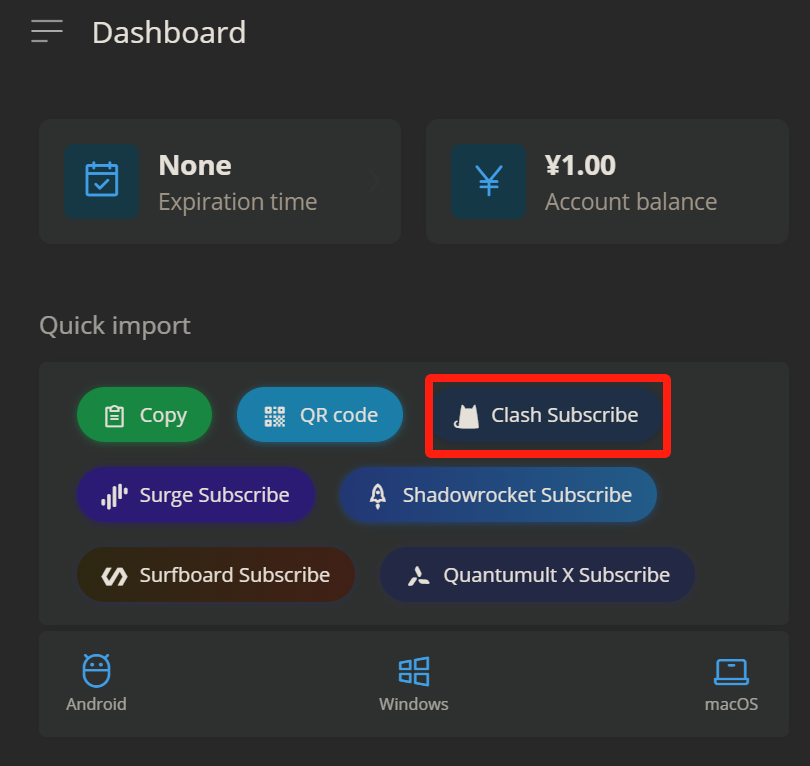 Dashboard
None
Expiration time
¥1.00
Account balance
Quick import
Copy
QR code
Clash Subscribe
Surge Subscribe
Shadowrocket Subscribe
Surfboard Subscribe
Quantumult X Subscribe
Android
Windows
macOS